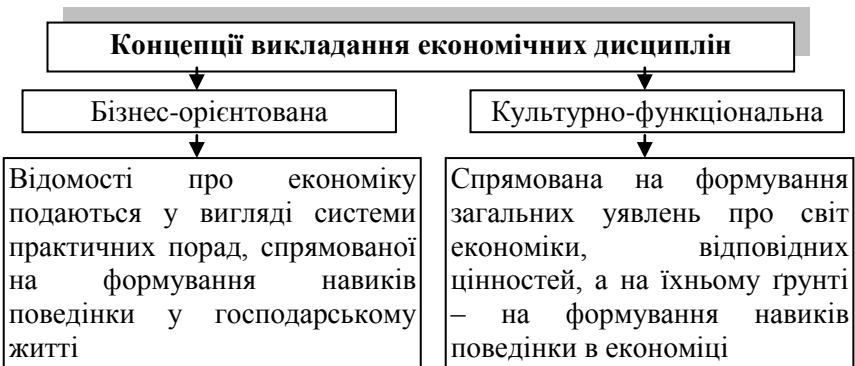 Концепції викладання економічних дисциплін
Бізнес-орієнтована
Культурно-функціональна
Відомості про економіку
подаються у вигляді системи
практичних порад, спрямованої
на формування навиків
поведінки у господарському
житті
Спрямована на формування
загальних уявлень про світ
економіки, відповідних
цінностей, а на їхньому ґрунті
– на формування навиків
поведінки в економіці